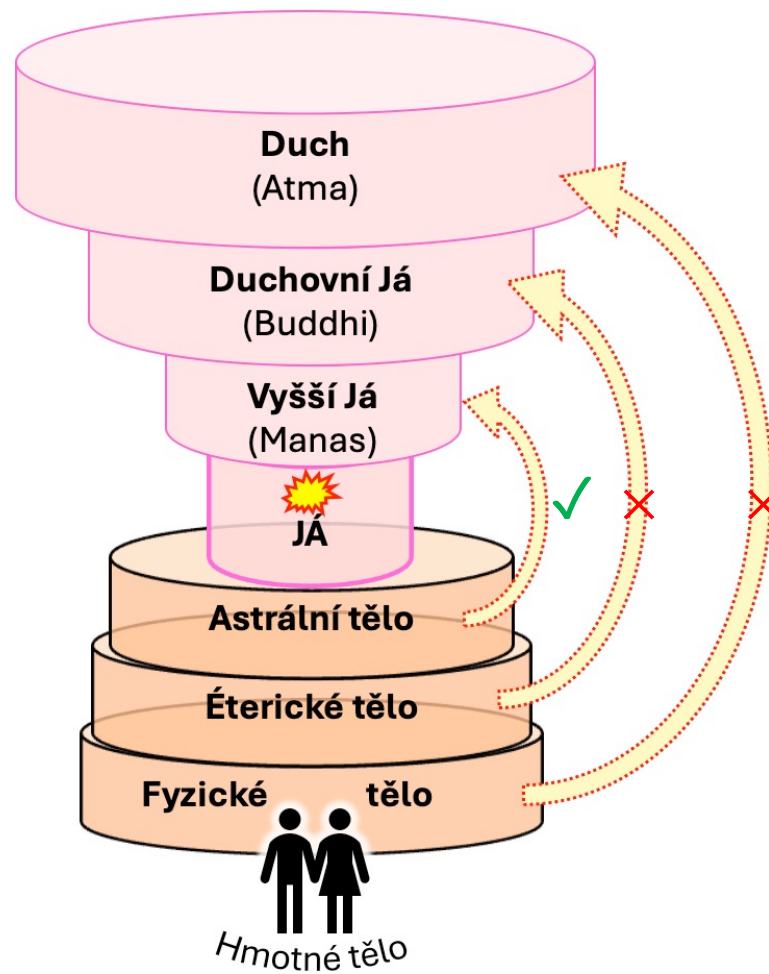 Duch
(Atma)
Duchovní Já
(Buddhi)
Vyšší Já
(Manas)
JÁ
Astrální tělo
Éterické tělo
Fyzické tělo
Hmotné tělo